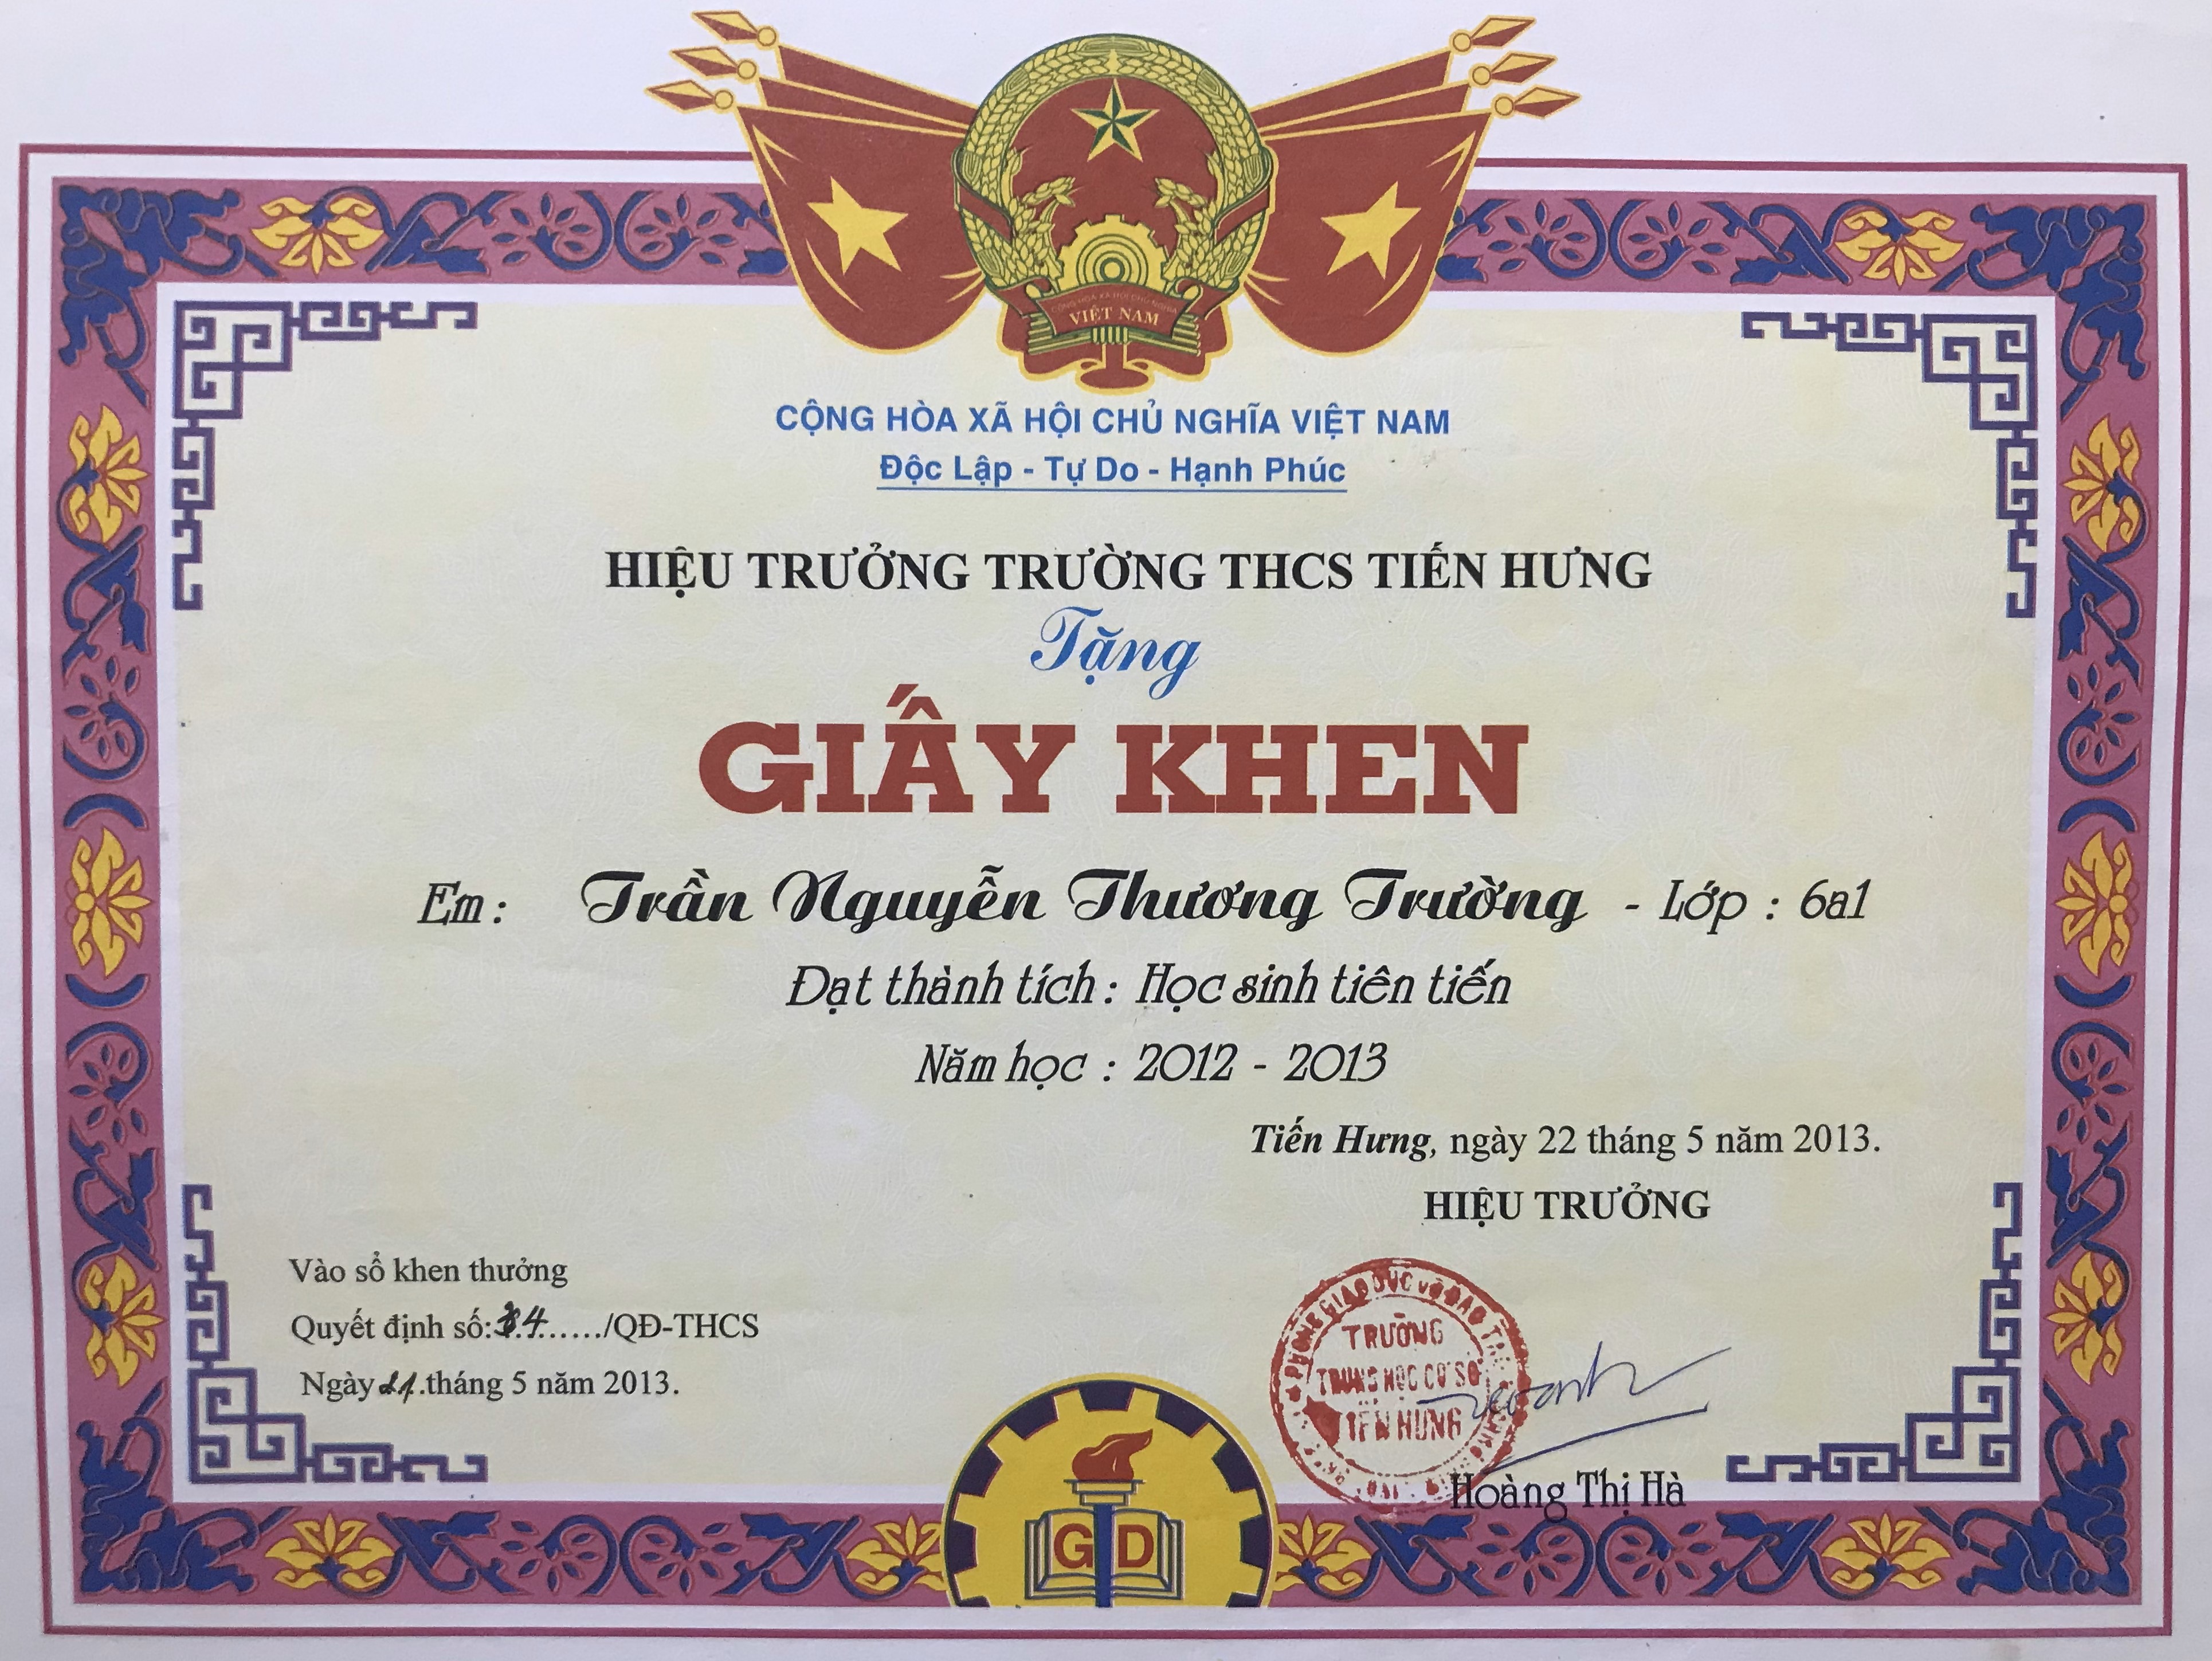 CỘNG HÒA XÃ HỘI CHỦ NGHĨA
VIỆT NAM
CỘNG HÒA XÃ HỘI CHỦ NGHĨA VIỆT NAM
Độc Lập - Tự Do - Hạnh Phúc
HIỆU TRƯỞNG TRƯỜNG THCS TIẾN HƯNG
Tặng
GIẤY KHEN
Em : Trần Nguyễn Thương Trường - Lớp : 6a1
Đạt thành tích : Học sinh tiên tiến
Năm học : 2012 - 2013
Tiến Hưng, ngày 22 tháng 5 năm 2013.
HIỆU TRƯỞNG
Vào sổ khen thưởng
Quyết định số:......../QĐ-THCS
Ngày 21.tháng 5 năm 2013.
PHÒNG GIÁO DỤC VÀ ĐÀO TẠO
TRƯỜNG
TRUNG HỌC CƠ SỞ
TIẾN HƯNG
Hoàng Thị Hà
GD